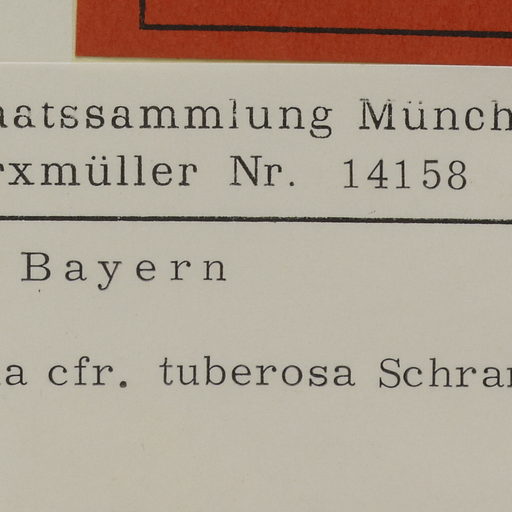 aatssammlung Münch
rxmüller Nr. 14158
Bayern
a cfr. tuberosa Schran